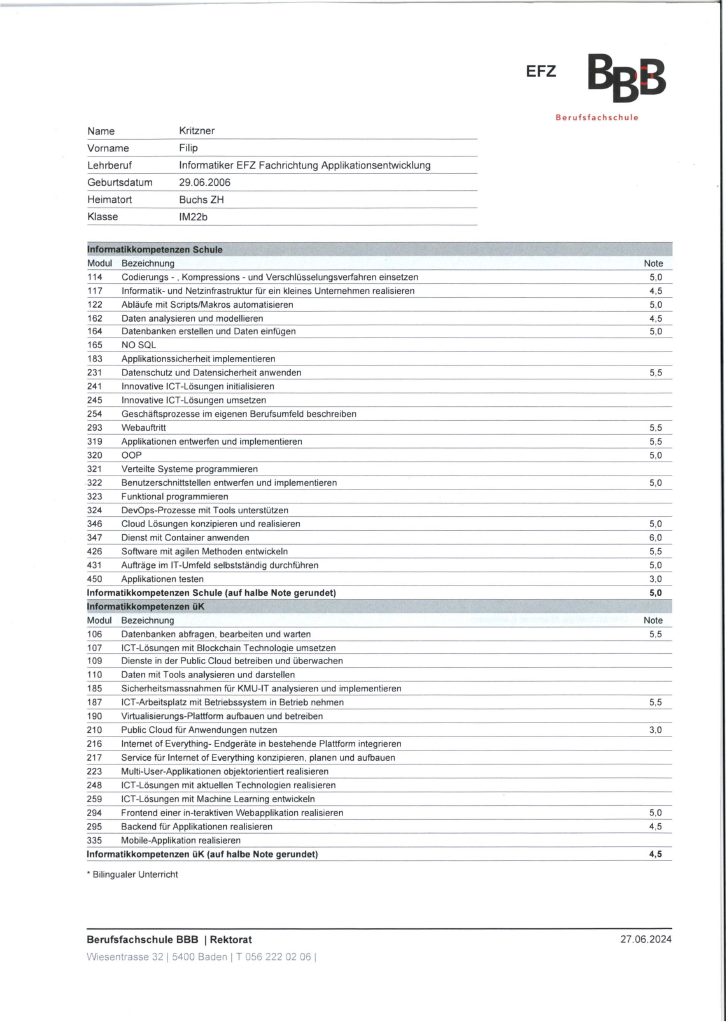 EFZ BBB
Berufsfachschule
Name Kritzner
Vorname Filip
Lehrberuf Informatiker EFZ Fachrichtung Applikationsentwicklung
Geburtsdatum 29.06.2006
Heimatort Buchs ZH
Klasse IM22b
Informatikkompetenzen Schule
Modul Bezeichnung Note
114 Codierungs - , Kompressions - und Verschlüsselungsverfahren einsetzen 5,0
117 Informatik- und Netzinfrastruktur für ein kleines Unternehmen realisieren 4,5
122 Abläufe mit Scripts/Makros automatisieren 5,0
162 Daten analysieren und modellieren 4,5
164 Datenbanken erstellen und Daten einfügen 5,0
165 NO SQL
183 Applikationssicherheit implementieren
231 Datenschutz und Datensicherheit anwenden 5,5
241 Innovative ICT-Lösungen initialisieren
245 Innovative ICT-Lösungen umsetzen
254 Geschäftsprozesse im eigenen Berufsumfeld beschreiben
293 Webauftritt 5,5
319 Applikationen entwerfen und implementieren 5,5
320 OOP 5,0
321 Verteilte Systeme programmieren
322 Benutzerschnittstellen entwerfen und implementieren 5,0
323 Funktional programmieren
324 DevOps-Prozesse mit Tools unterstützen
346 Cloud Lösungen konzipieren und realisieren 5,0
347 Dienst mit Container anwenden 6,0
426 Software mit agilen Methoden entwickeln 5,5
431 Aufträge im IT-Umfeld selbstständig durchführen 5,0
450 Applikationen testen 3,0
Informatikkompetenzen Schule (auf halbe Note gerundet) 5,0
Informatikkompetenzen üK
Modul Bezeichnung Note
106 Datenbanken abfragen, bearbeiten und warten 5,5
107 ICT-Lösungen mit Blockchain Technologie umsetzen
109 Dienste in der Public Cloud betreiben und überwachen
110 Daten mit Tools analysieren und darstellen
185 Sicherheitsmassnahmen für KMU-IT analysieren und implementieren
187 ICT-Arbeitsplatz mit Betriebssystem in Betrieb nehmen 5,5
190 Virtualisierungs-Plattform aufbauen und betreiben
210 Public Cloud für Anwendungen nutzen 3,0
216 Internet of Everything- Endgeräte in bestehende Plattform integrieren
217 Service für Internet of Everything konzipieren, planen und aufbauen
223 Multi-User-Applikationen objektorientiert realisieren
248 ICT-Lösungen mit aktuellen Technologien realisieren
259 ICT-Lösungen mit Machine Learning entwickeln
294 Frontend einer in-teraktiven Webapplikation realisieren 5,0
295 Backend für Applikationen realisieren 4,5
335 Mobile-Applikation realisieren
Informatikkompetenzen üK (auf halbe Note gerundet) 4,5
* Bilingualer Unterricht
Berufsfachschule BBB | Rektorat 27.06.2024
Wiesentrasse 32 | 5400 Baden | T 056 222 02 06 |